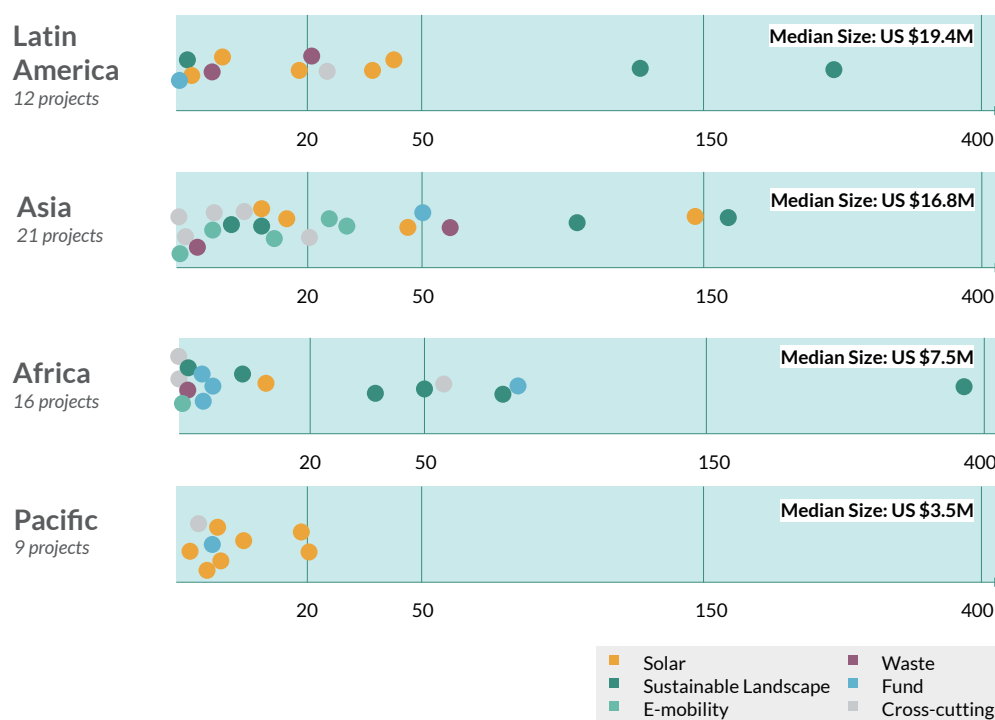 Latin
America
12 projects
Median Size: US $19.4M
20 50 150 400
Asia
21 projects
Median Size: US $16.8M
20 50 150 400
Africa
16 projects
Median Size: US $7.5M
20 50 150 400
Pacific
9 projects
Median Size: US $3.5M
20 50 150 400
Solar
Sustainable Landscape
E-mobility
Waste
Fund
Cross-cutting